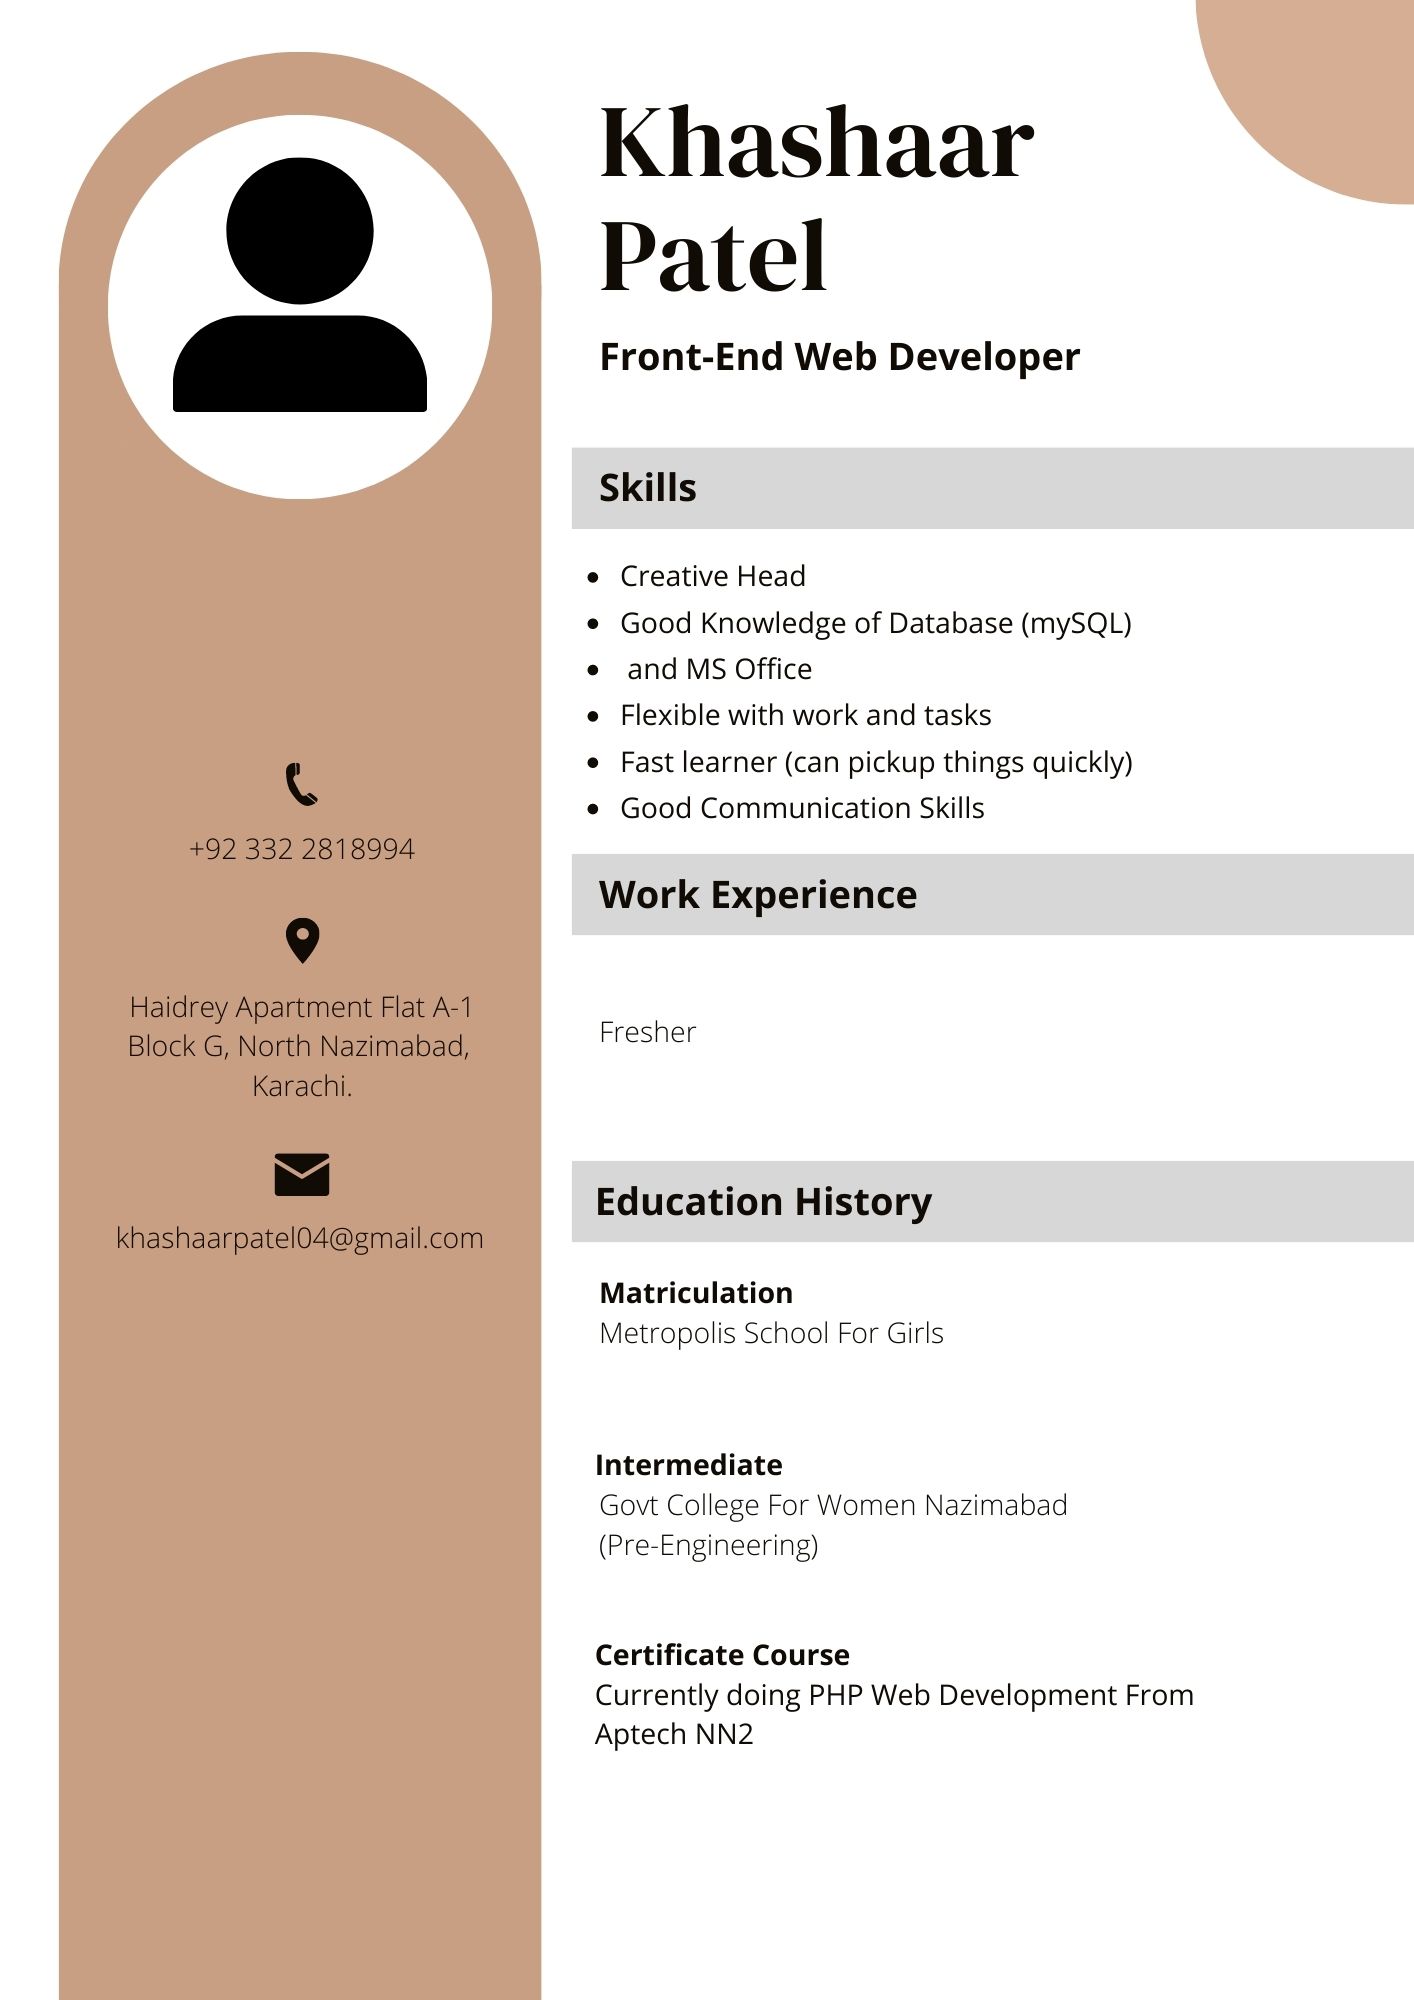 Khashaar
Patel
Front-End Web Developer
Skills
• Creative Head
• Good Knowledge of Database (mySQL)
• and MS Office
• Flexible with work and tasks
• Fast learner (can pickup things quickly)
• Good Communication Skills
Work Experience
Fresher
Education History
Matriculation
Metropolis School For Girls
Intermediate
Govt College For Women Nazimabad
(Pre-Engineering)
Certificate Course
Currently doing PHP Web Development From
Aptech NN2
+92 332 2818994
Haidrey Apartment Flat A-1
Block G, North Nazimabad,
Karachi.
khashaarpatel04@gmail.com